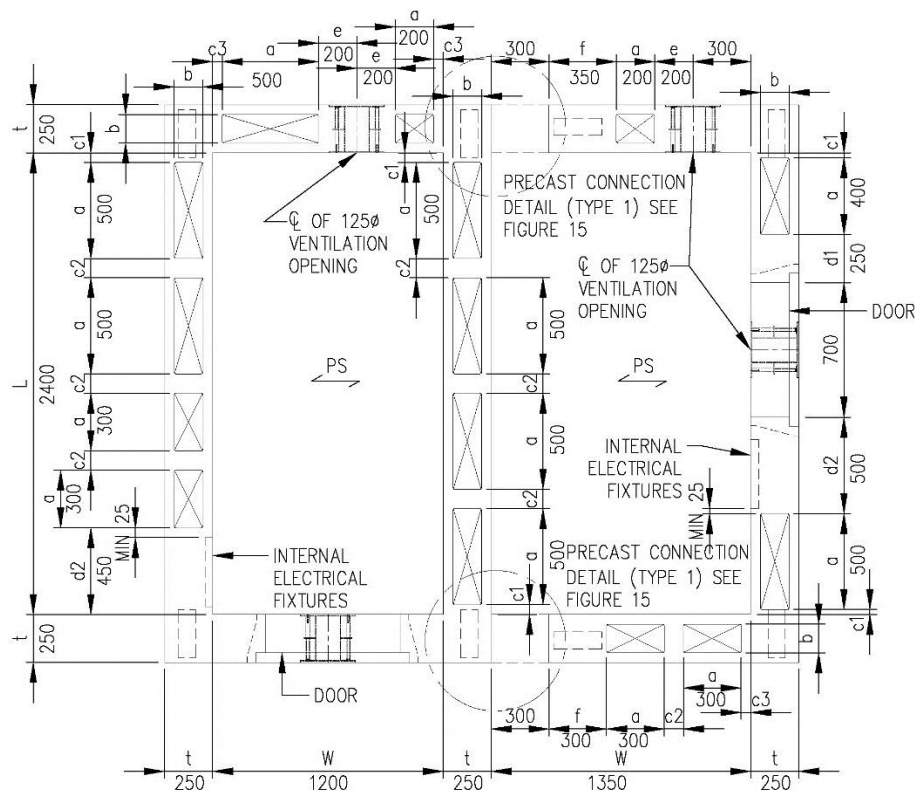 a
e
200
c3
a
200
e
c3
300
f
a
e
300
b
500
200
b
350
200
200
b
t
250
b
c1
c1
c1
a
500
a
500
a
400
PRECAST CONNECTION
DETAIL (TYPE 1) SEE
FIGURE 15
℄ OF 125ø
VENTILATION
OPENING
℄ OF 125ø
VENTILATION
OPENING
c2
c2
d1
250
DOOR
a
500
a
500
700
PS
PS
L
2400
c2
c2
a
300
a
500
INTERNAL
ELECTRICAL
FIXTURES
d2
500
c2
c2
a
300
MIN 25
MIN 25
d2
450
INTERNAL
ELECTRICAL
FIXTURES
a
500
c1
PRECAST CONNECTION
DETAIL (TYPE 1) SEE
FIGURE 15
a
500
c1
t
250
b
DOOR
a
300
c3
300
f
300
a
300
c2
t
250
W
1200
t
250
W
1350
t
250